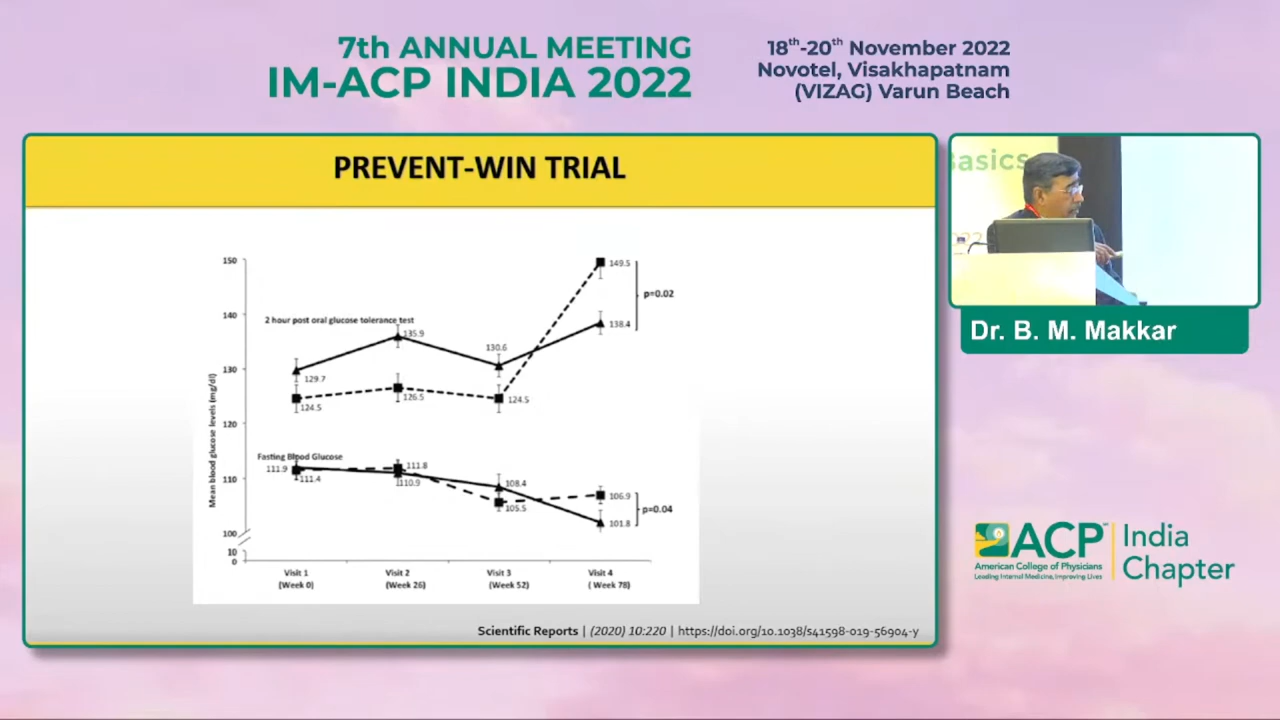 7th ANNUAL MEETING
IM-ACP INDIA 2022
18th-20th November 2022
Novotel, Visakhapatnam
(VIZAG) Varun Beach
PREVENT-WIN TRIAL
Mean blood glucose levels (mg/dl)
150
140
130
120
110
100
10
0
2 hour post oral glucose tolerance test
129.7
135.9
130.6
138.4
124.5
126.5
124.5
149.5
p=0.02
Fasting Blood Glucose
111.9
111.4
111.8
110.9
108.4
105.5
106.9
101.8
p=0.04
Visit 1
(Week 0)
Visit 2
(Week 26)
Visit 3
(Week 52)
Visit 4
( Week 78)
Scientific Reports | (2020) 10:220 | https://doi.org/10.1038/s41598-019-56904-y
asics
Dr. B. M. Makkar
ACP™
American College of Physicians
Leading Internal Medicine, Improving Lives
India
Chapter